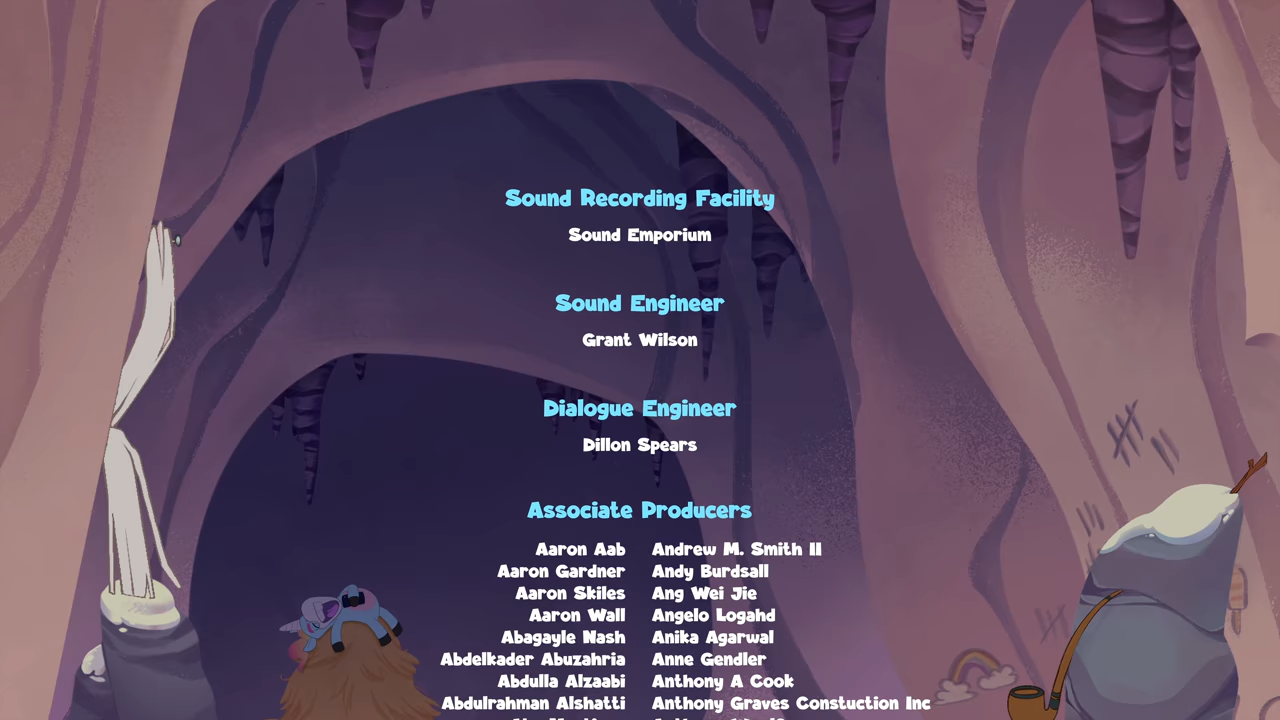 Sound Recording Facility
Sound Emporium
Sound Engineer
Grant Wilson
Dialogue Engineer
Dillon Spears
Associate Producers
Aaron Aab Andrew M. Smith II
Aaron Gardner Andy Burdsall
Aaron Skiles Ang Wei Jie
Aaron Wall Angelo Logahd
Abagayle Nash Anika Agarwal
Abdelkader Abuzahria Anne Gendler
Abdulla Alzaabi Anthony A Cook
Abdulrahman Alshatti Anthony Graves Constuction Inc